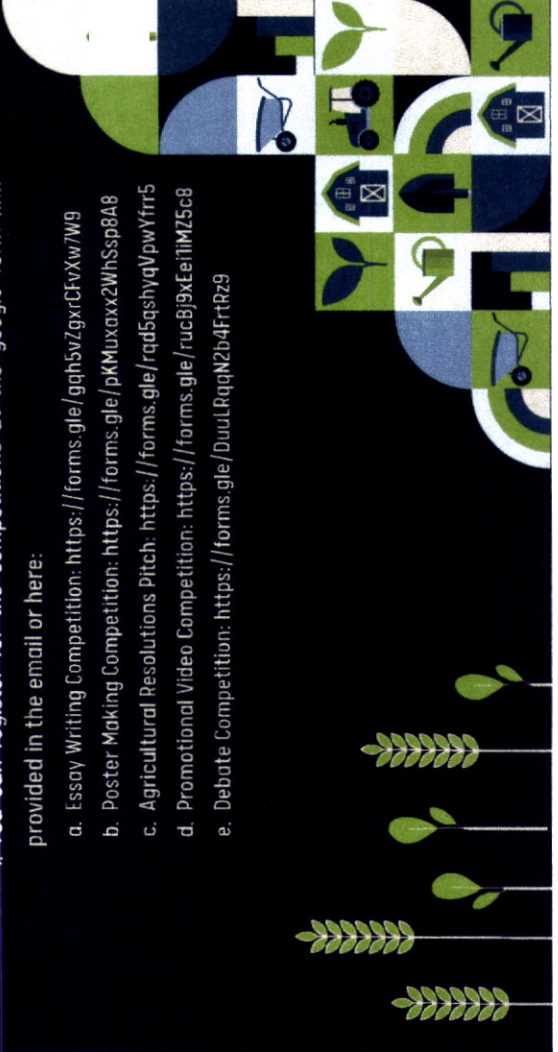 provided in the email or here:
a. Essay Writing Competition: https://forms.gle/gqh5vZgxrCFvXw7W9
b. Poster Making Competition: https://forms.gle/pKMuxaxx2WhSsp8A8
c. Agricultural Resolutions Pitch: https://forms.gle/rqd5qshyqVpwYfrr5
d. Promotional Video Competition: https://forms.gle/rucBj9xEei1iMZ5c8
e. Debate Competition: https://forms.gle/DuuLRqqN2b4FrtRz9